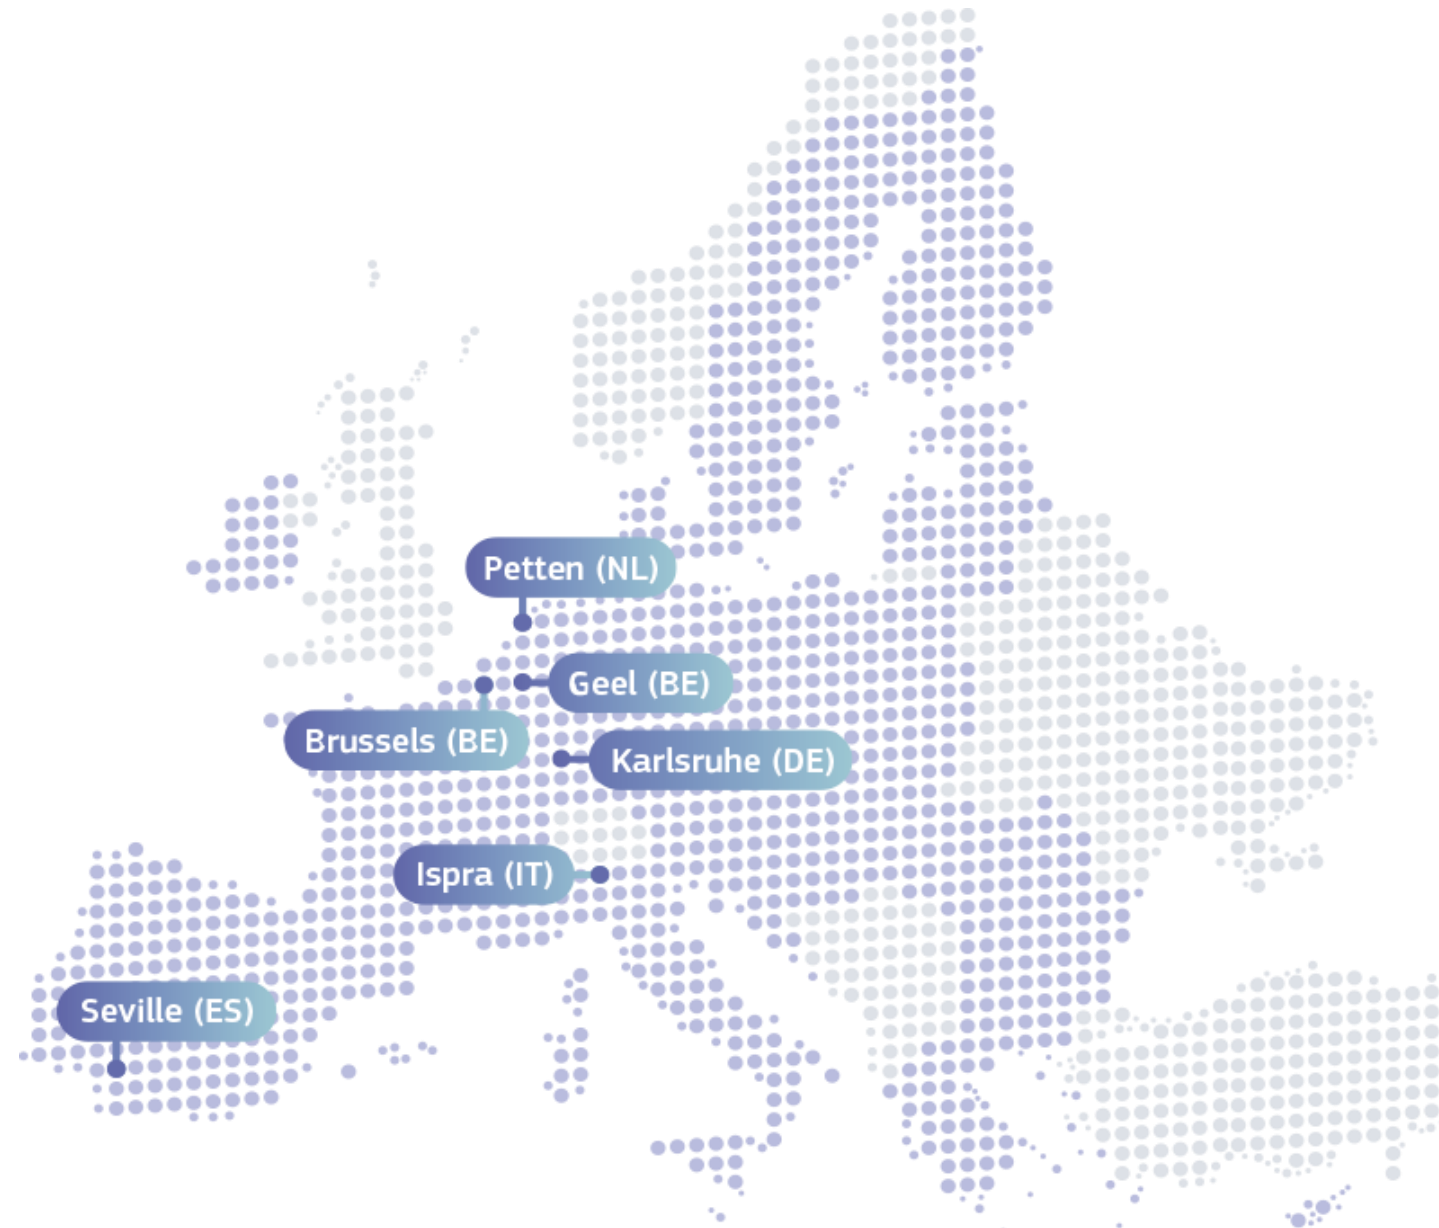 Petten (NL)
Geel (BE)
Brussels (BE)
Karlsruhe (DE)
Ispra (IT)
Seville (ES)